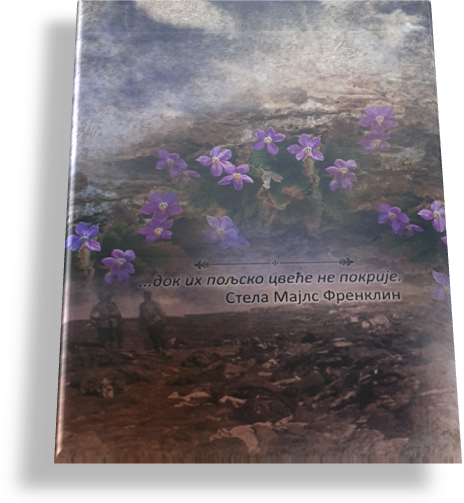 ...док их пољско цвеће не покрије.
Стела Мајлс Френклин